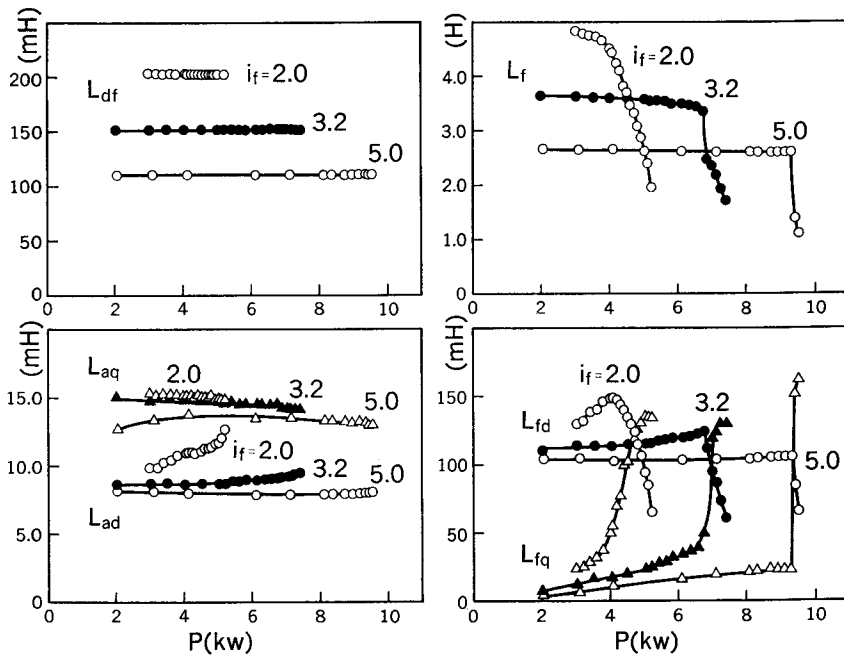 (mH)
200
150
100
50
0
L_df
i_f = 2.0
3.2
5.0
2 4 6 8 10
(H)
4.0
3.0
2.0
1.0
0
L_f
i_f = 2.0
3.2
5.0
2 4 6 8 10
(mH)
15.0
10.0
5.0
0
L_aq
2.0
3.2
5.0
i_f = 2.0
3.2
5.0
L_ad
0 2 4 6 8 10
P(kw)
(mH)
150
100
50
0
i_f = 2.0
L_fd
3.2
5.0
L_fq
0 2 4 6 8 10
P(kw)